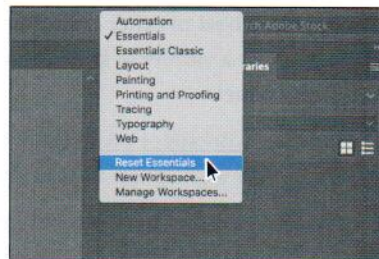 Automation
✓ Essentials
Essentials Classic
Layout
Painting
Printing and Proofing
Tracing
Typography
Web
Reset Essentials
New Workspace...
Manage Workspaces...
rch Adobe Stock
raries